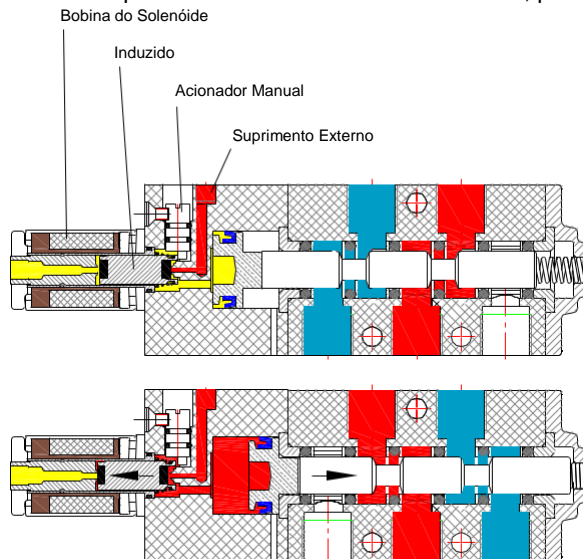 Bobina do Solenóide
Induzido
Acionador Manual
Suprimento Externo